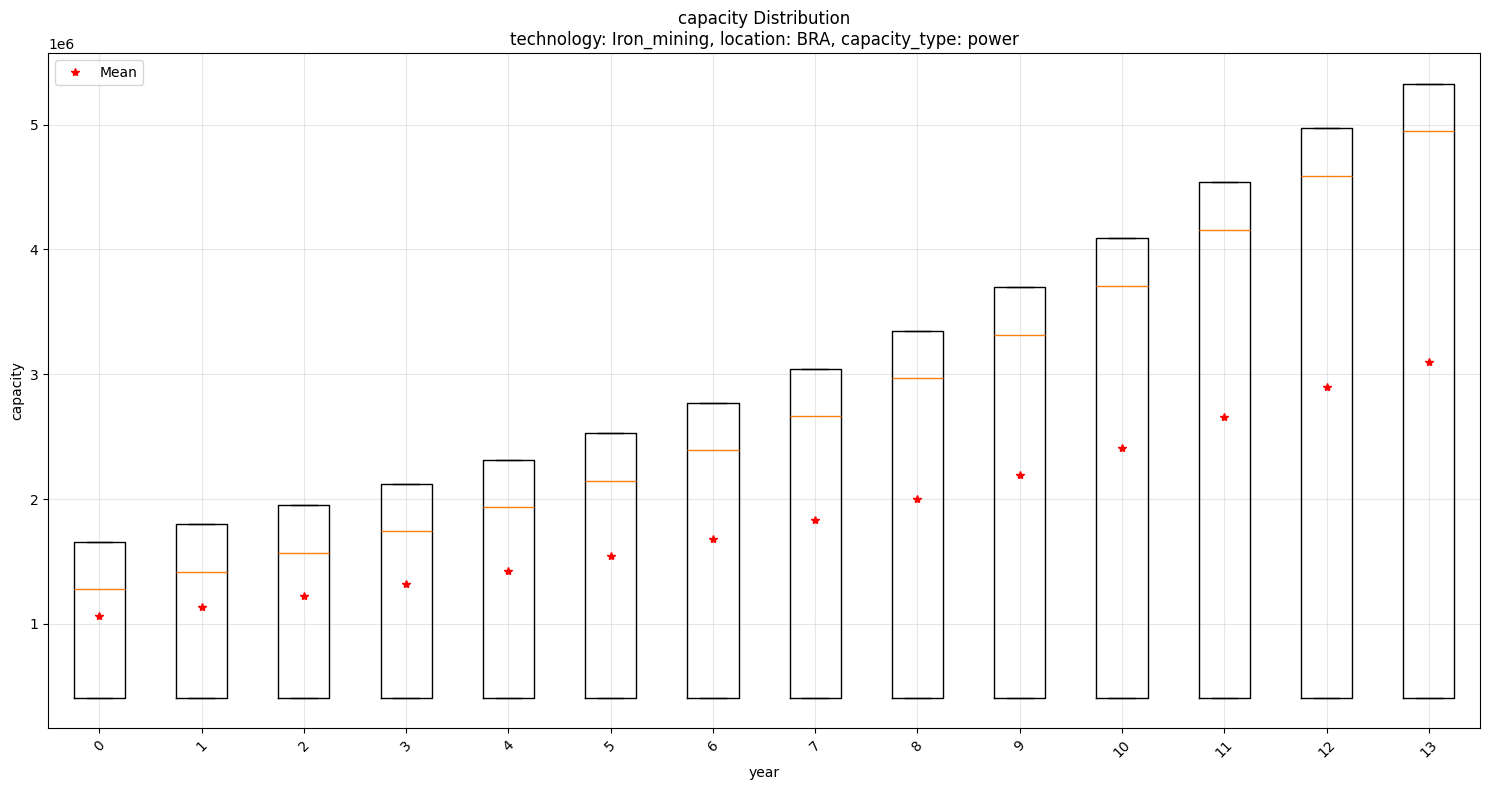 capacity Distribution
technology: Iron_mining, location: BRA, capacity_type: power
1e6
Mean
5
4
3
2
1
capacity
0 1 2 3 4 5 6 7 8 9 10 11 12 13
year